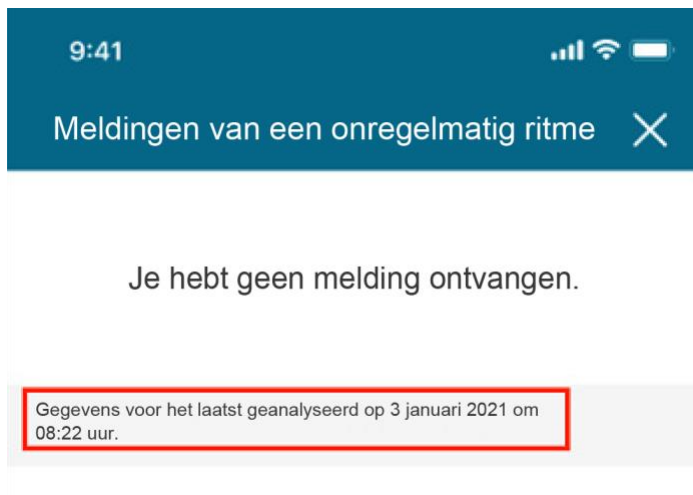 9:41
Meldingen van een onregelmatig ritme
Je hebt geen melding ontvangen.
Gegevens voor het laatst geanalyseerd op 3 januari 2021 om
08:22 uur.